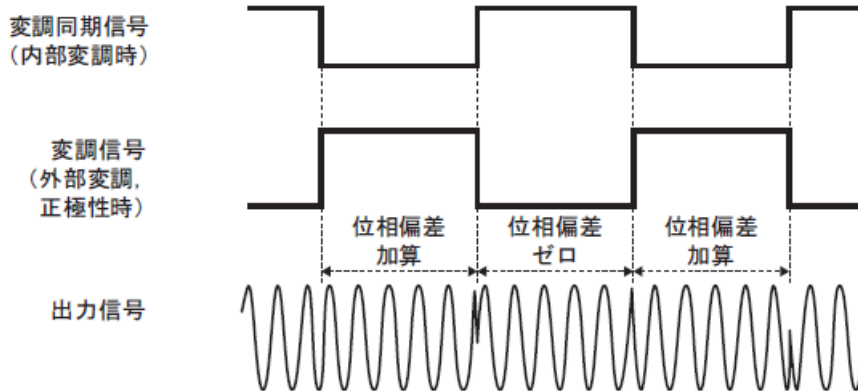 変調同期信号
(内部変調時)
変調信号
(外部変調,
正極性時)
位相偏差
加算
位相偏差
ゼロ
位相偏差
加算
出力信号